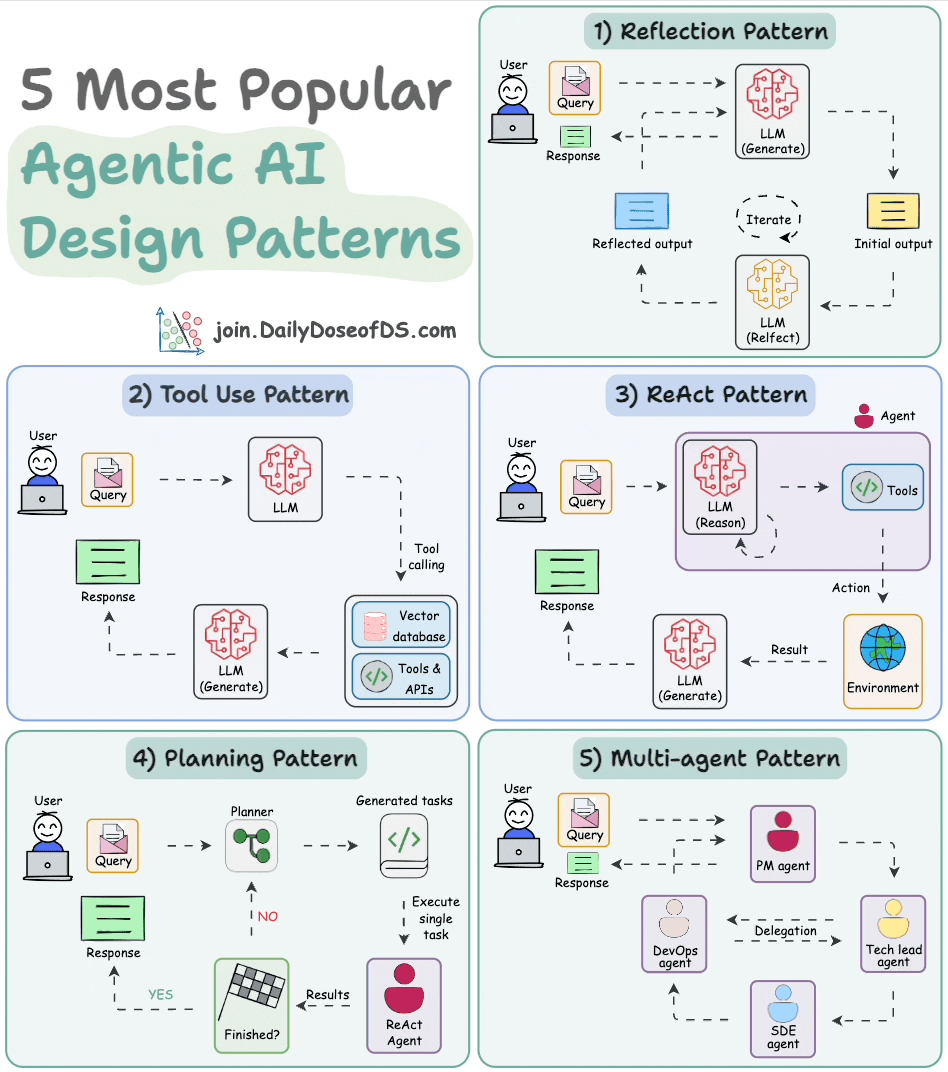 5 Most Popular
Agentic AI
Design Patterns
join.DailyDoseofDS.com
1) Reflection Pattern
User
Query
Response
LLM
(Generate)
Reflected output
Iterate
Initial output
LLM
(Relfect)
2) Tool Use Pattern
User
Query
LLM
Tool
calling
Response
LLM
(Generate)
Vector
database
Tools &
APIs
3) ReAct Pattern
Agent
User
Query
LLM
(Reason)
Tools
Action
Response
LLM
(Generate)
Result
Environment
4) Planning Pattern
User
Query
Planner
Generated tasks
NO
Execute
single
task
Response
YES
Finished?
Results
ReAct
Agent
5) Multi-agent Pattern
User
Query
Response
PM agent
DevOps
agent
Delegation
Tech lead
agent
SDE
agent